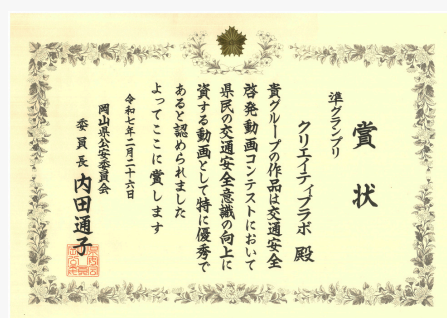 賞状
準グランプリ
クリエイティブラボ 殿
貴グループの作品は交通安全
啓発動画コンテストにおいて
県民の交通安全意識の向上に
資する動画として特に優秀で
あると認められました
よってここに賞します
令和七年二月二十六日
岡山県公安委員会
委員長 内田通子